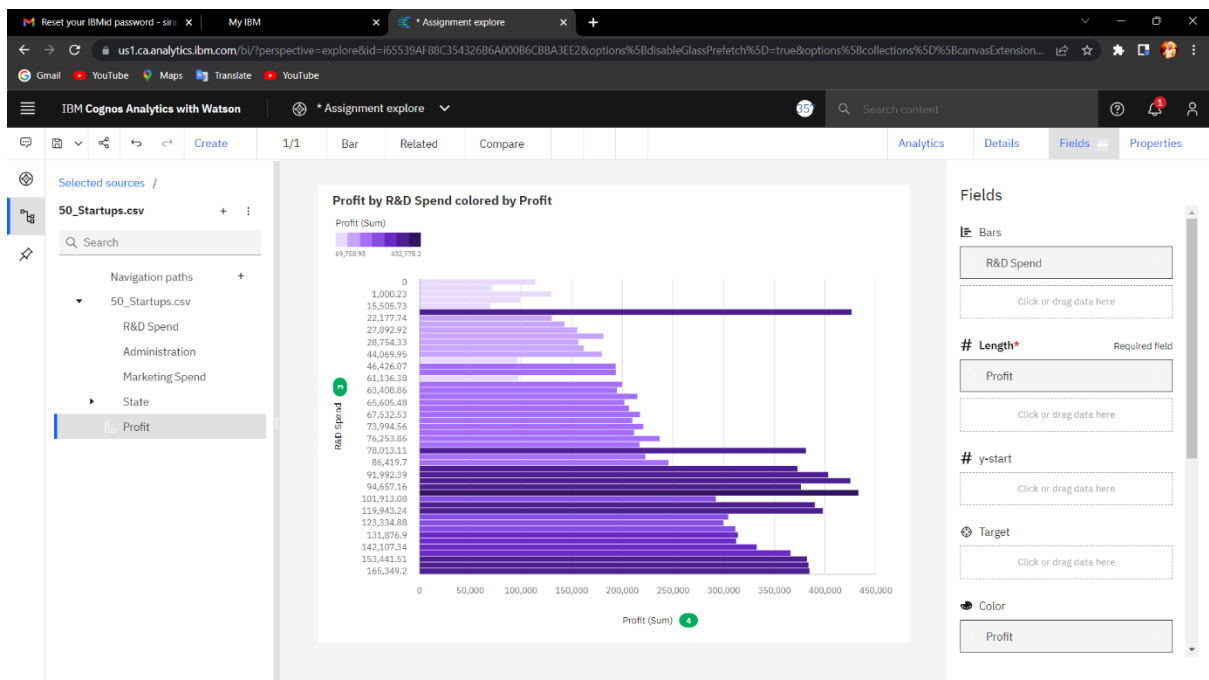 Reset your IBMid password - sira
My IBM
* Assignment explore
us1.ca.analytics.ibm.com/bi/?perspective=explore&id=i65539AF88C354326B6A000B6CBBA3EE2&options%5BdisableGlassPrefetch%5D=true&options%5Bcollections%5D%5BcanvasExtension...
Gmail YouTube Maps Translate YouTube
IBM Cognos Analytics with Watson
* Assignment explore
35°
Search content
1
Create
1/1
Bar
Related
Compare
Analytics
Details
Fields
Properties
Selected sources /
50_Startups.csv
Search
Navigation paths
50_Startups.csv
R&D Spend
Administration
Marketing Spend
State
Profit
Profit by R&D Spend colored by Profit
Profit (Sum)
69,758.98 432,778.2
0
1,000.23
15,505.73
22,177.74
27,892.92
28,754.33
44,069.95
46,426.07
61,136.38
63,408.86
65,605.48
67,532.53
73,994.56
76,253.86
78,013.11
86,419.7
91,992.39
94,657.16
101,913.08
119,943.24
123,334.88
131,876.9
142,107.34
153,441.51
165,349.2
3
R&D Spend
0 50,000 100,000 150,000 200,000 250,000 300,000 350,000 400,000 450,000
Profit (Sum) 4
Fields
Bars
R&D Spend
Click or drag data here
# Length* Required field
Profit
Click or drag data here
# y-start
Click or drag data here
Target
Click or drag data here
Color
Profit